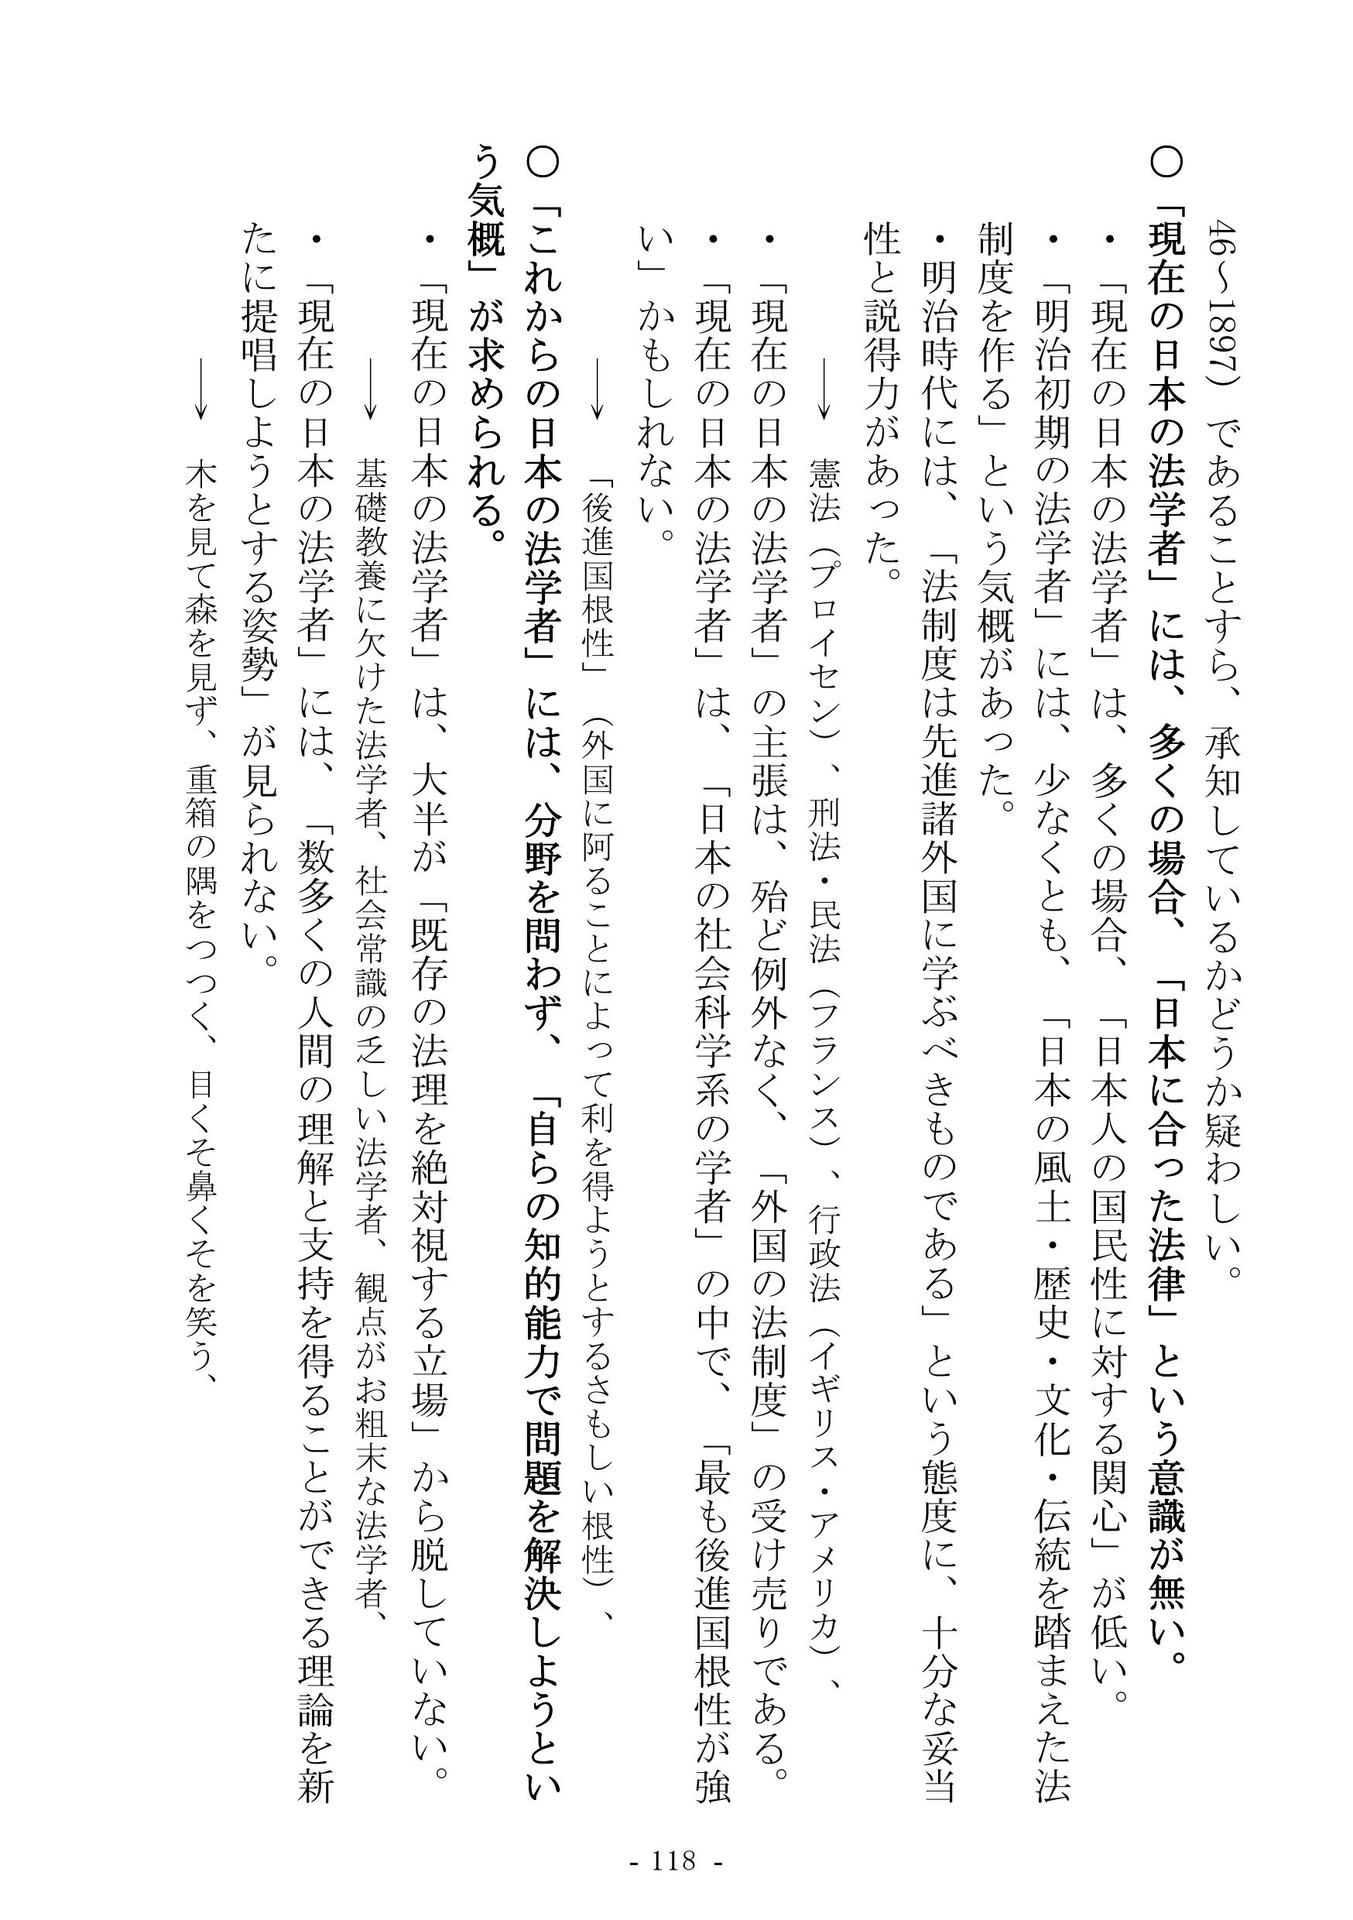 46～1897）であることすら、承知しているかどうか疑わしい。
○「現在の日本の法学者」には、多くの場合、「日本に合った法律」という意識が無い。
・「現在の日本の法学者」は、多くの場合、「日本人の国民性に対する関心」が低い。
・「明治初期の法学者」には、少なくとも、「日本の風土・歴史・文化・伝統を踏まえた法
制度を作る」という気概があった。
・明治時代には、「法制度は先進諸外国に学ぶべきものである」という態度に、十分な妥当
性と説得力があった。
→ 憲法（プロイセン）、刑法・民法（フランス）、行政法（イギリス・アメリカ）、
・「現在の日本の法学者」の主張は、殆ど例外なく、「外国の法制度」の受け売りである。
・「現在の日本の法学者」は、「日本の社会科学系の学者」の中で、「最も後進国根性が強
い」かもしれない。
→ 「後進国根性」（外国に阿ることによって利を得ようとするさもしい根性）、
○「これからの日本の法学者」には、分野を問わず、「自らの知的能力で問題を解決しようとい
う気概」が求められる。
・「現在の日本の法学者」は、大半が「既存の法理を絶対視する立場」から脱していない。
→ 基礎教養に欠けた法学者、社会常識の乏しい法学者、観点がお粗末な法学者、
・「現在の日本の法学者」には、「数多くの人間の理解と支持を得ることができる理論を新
たに提唱しようとする姿勢」が見られない。
→ 木を見て森を見ず、重箱の隅をつつく、目くそ鼻くそを笑う、
- 118 -